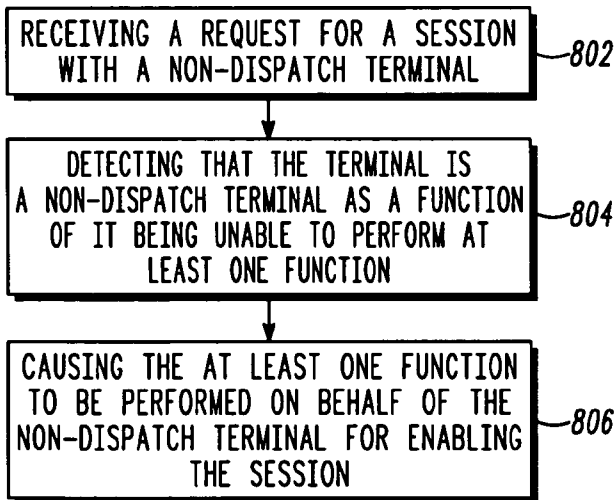 RECEIVING A REQUEST FOR A SESSION
WITH A NON-DISPATCH TERMINAL
802
DETECTING THAT THE TERMINAL IS
A NON-DISPATCH TERMINAL AS A FUNCTION
OF IT BEING UNABLE TO PERFORM AT
LEAST ONE FUNCTION
804
CAUSING THE AT LEAST ONE FUNCTION
TO BE PERFORMED ON BEHALF OF THE
NON-DISPATCH TERMINAL FOR ENABLING
THE SESSION
806